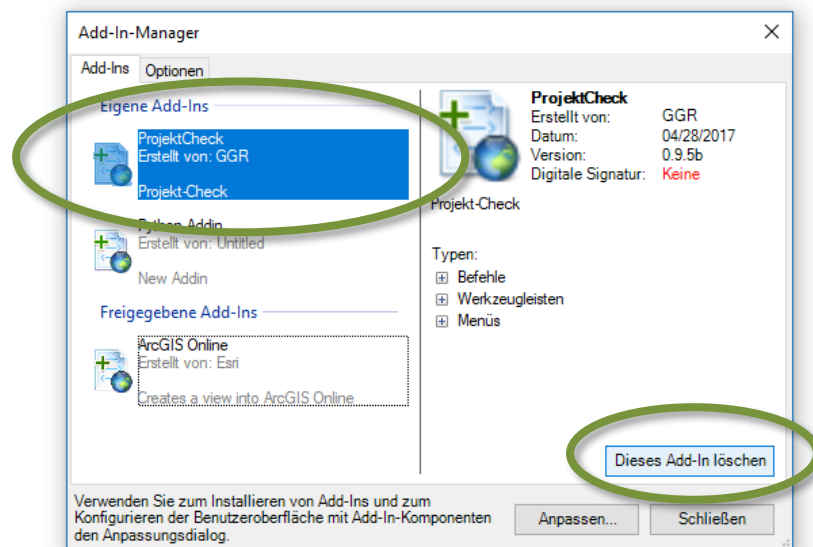 Add-In-Manager
Add-Ins
Optionen
Eigene Add-Ins
ProjektCheck
Erstellt von: GGR
Projekt-Check
Python Addin
Erstellt von: Untitled
New Addin
Freigegebene Add-Ins
ArcGIS Online
Erstellt von: Esri
Creates a view into ArcGIS Online
ProjektCheck
Erstellt von: GGR
Datum: 04/28/2017
Version: 0.9.5b
Digitale Signatur: Keine
Projekt-Check
Typen:
Befehle
Werkzeugleisten
Menüs
Dieses Add-In löschen
Verwenden Sie zum Installieren von Add-Ins und zum
Konfigurieren der Benutzeroberfläche mit Add-In-Komponenten
den Anpassungsdialog.
Anpassen...
Schließen